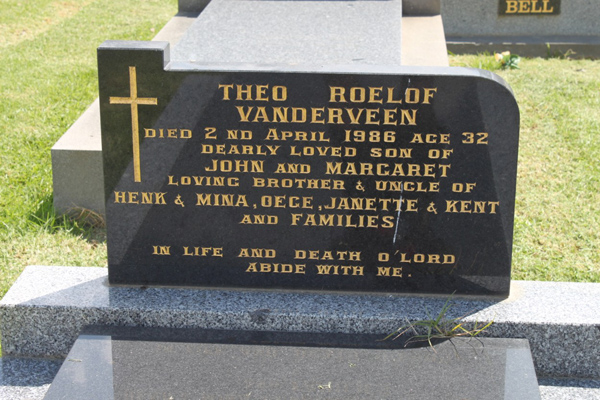 BELL
THEO ROELOF
VANDERVEEN
DIED 2 ND APRIL 1986 AGE 32
DEARLY LOVED SON OF
JOHN AND MARGARET
LOVING BROTHER & UNCLE OF
HENK & MINA, OECE, JANETTE & KENT
AND FAMILIES
IN LIFE AND DEATH O'LORD
ABIDE WITH ME.